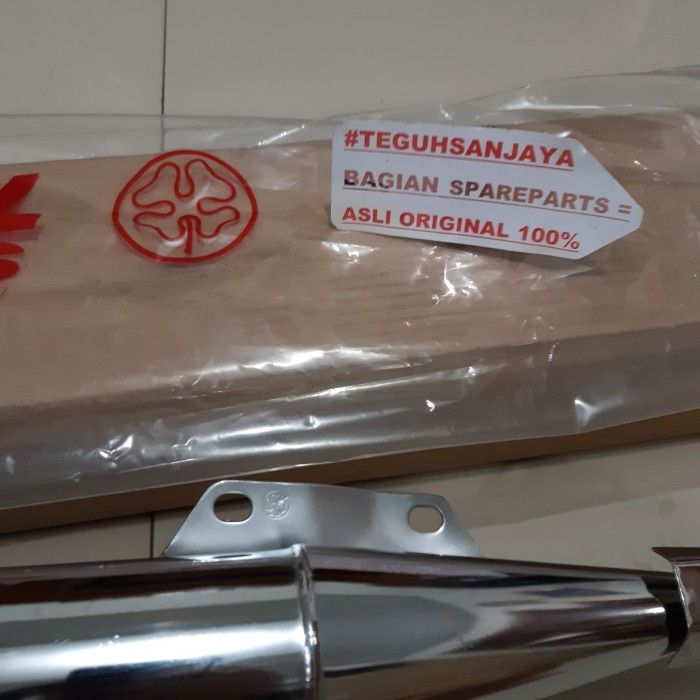 #TEGUHSANJAYA
BAGIAN SPAREPARTS =
ASLI ORIGINAL 100%